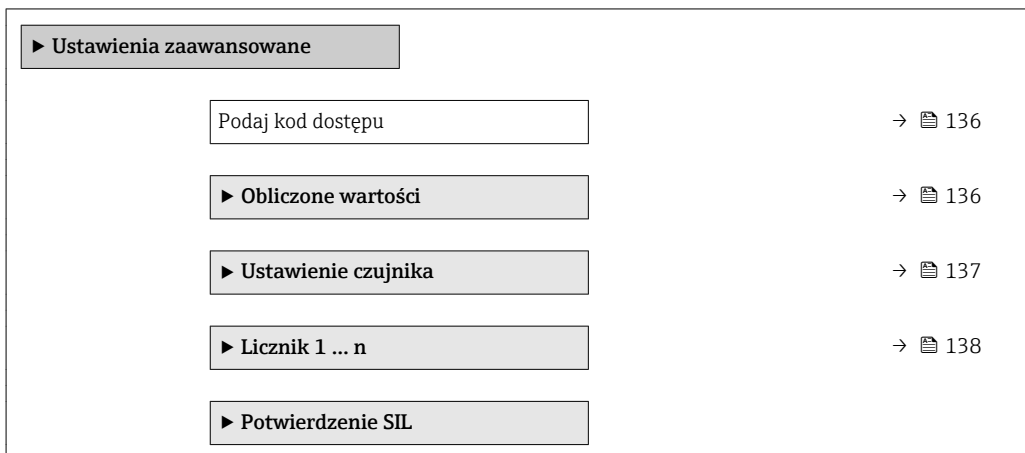 ▶ Ustawienia zaawansowane
Podaj kod dostępu → 136
▶ Obliczone wartości → 136
▶ Ustawienie czujnika → 137
▶ Licznik 1 … n → 138
▶ Potwierdzenie SIL